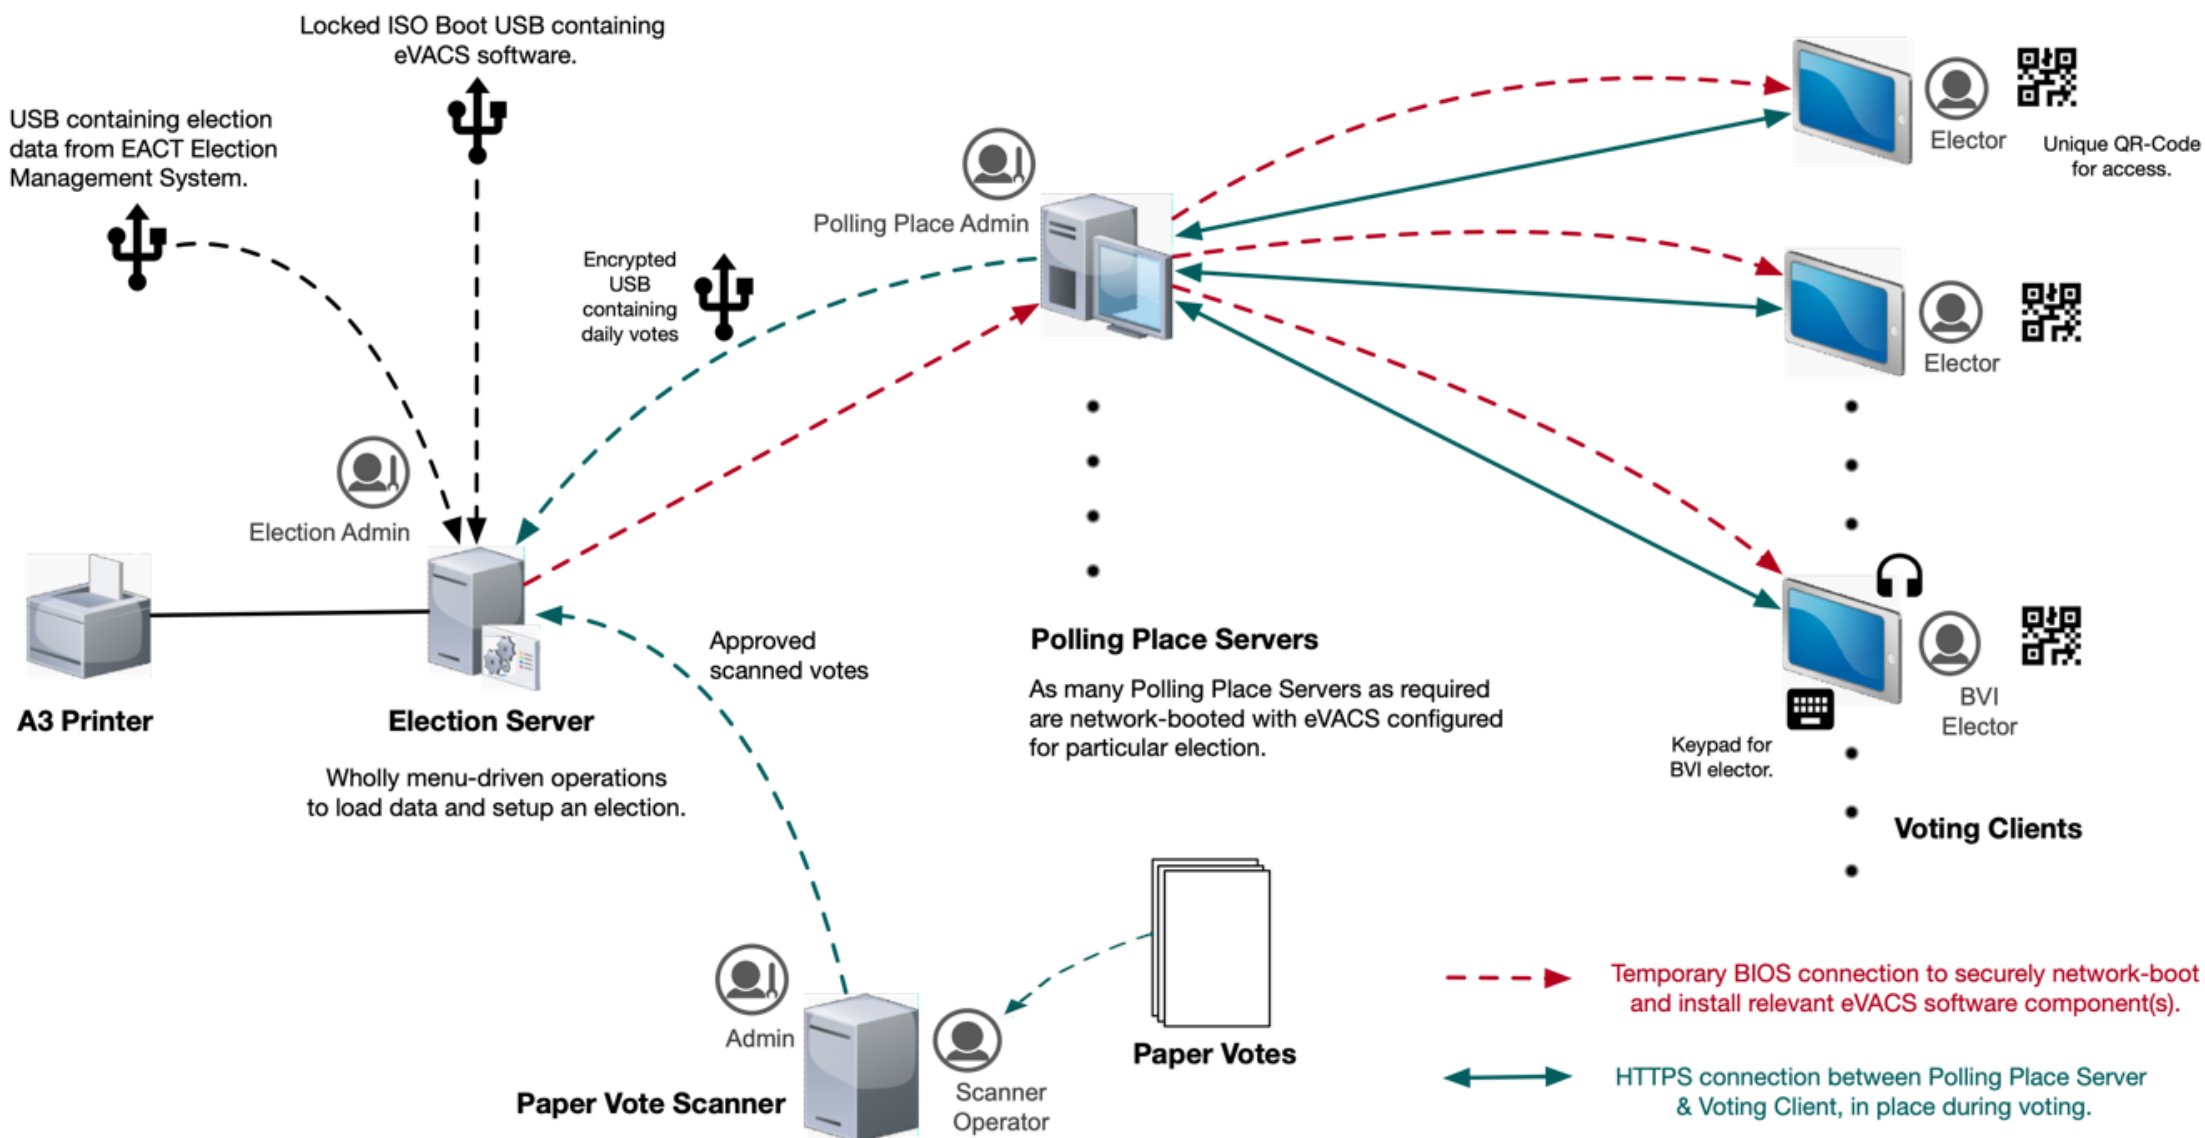 Locked ISO Boot USB containing
eVACS software.
USB containing election
data from EACT Election
Management System.
Encrypted
USB
containing
daily votes
Polling Place Admin
Elector
Unique QR-Code
for access.
Elector
Election Admin
A3 Printer
Election Server
Wholly menu-driven operations
to load data and setup an election.
Approved
scanned votes
Polling Place Servers
As many Polling Place Servers as required
are network-booted with eVACS configured
for particular election.
BVI
Elector
Keypad for
BVI elector.
Voting Clients
Admin
Paper Vote Scanner
Scanner
Operator
Paper Votes
Temporary BIOS connection to securely network-boot
and install relevant eVACS software component(s).
HTTPS connection between Polling Place Server
& Voting Client, in place during voting.